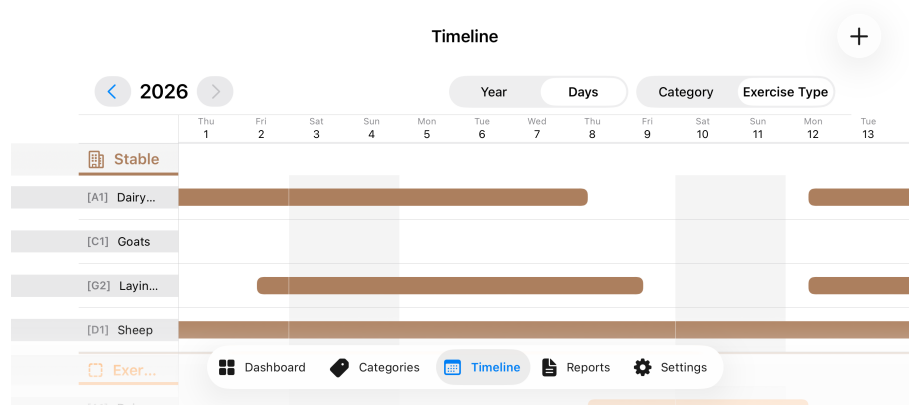 Timeline
2026
Year Days Category Exercise Type
Thu Fri Sat Sun Mon Tue Wed Thu Fri Sat Sun Mon Tue
1 2 3 4 5 6 7 8 9 10 11 12 13
Stable
[A1] Dairy...
[C1] Goats
[G2] Layin...
[D1] Sheep
Exer...
Dashboard Categories Timeline Reports Settings